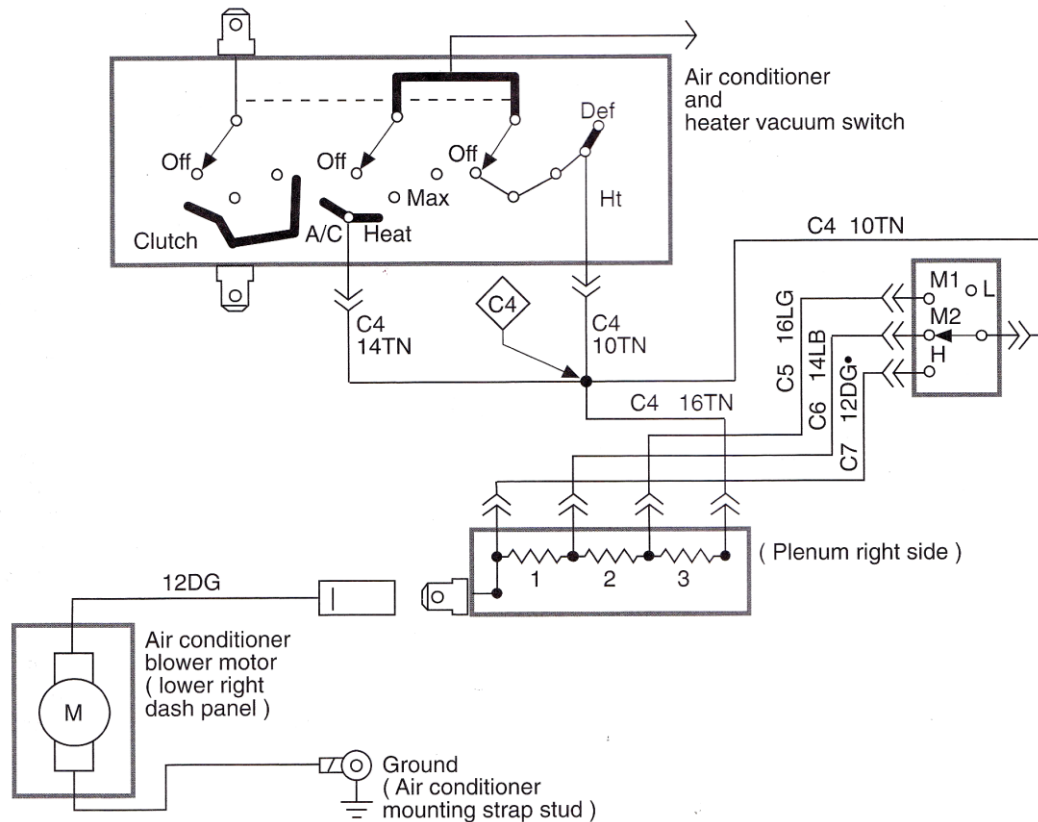 Air conditioner
and
heater vacuum switch
Def
Off
Off
Off
Max
Ht
Clutch
A/C
Heat
C4 10TN
C4
14TN
C4
C4
10TN
C4 16TN
C5 16LG
C6 14LB
C7 12DG•
M1
L
M2
H
( Plenum right side )
1
2
3
12DG
Air conditioner
blower motor
( lower right
dash panel )
M
Ground
( Air conditioner
mounting strap stud )